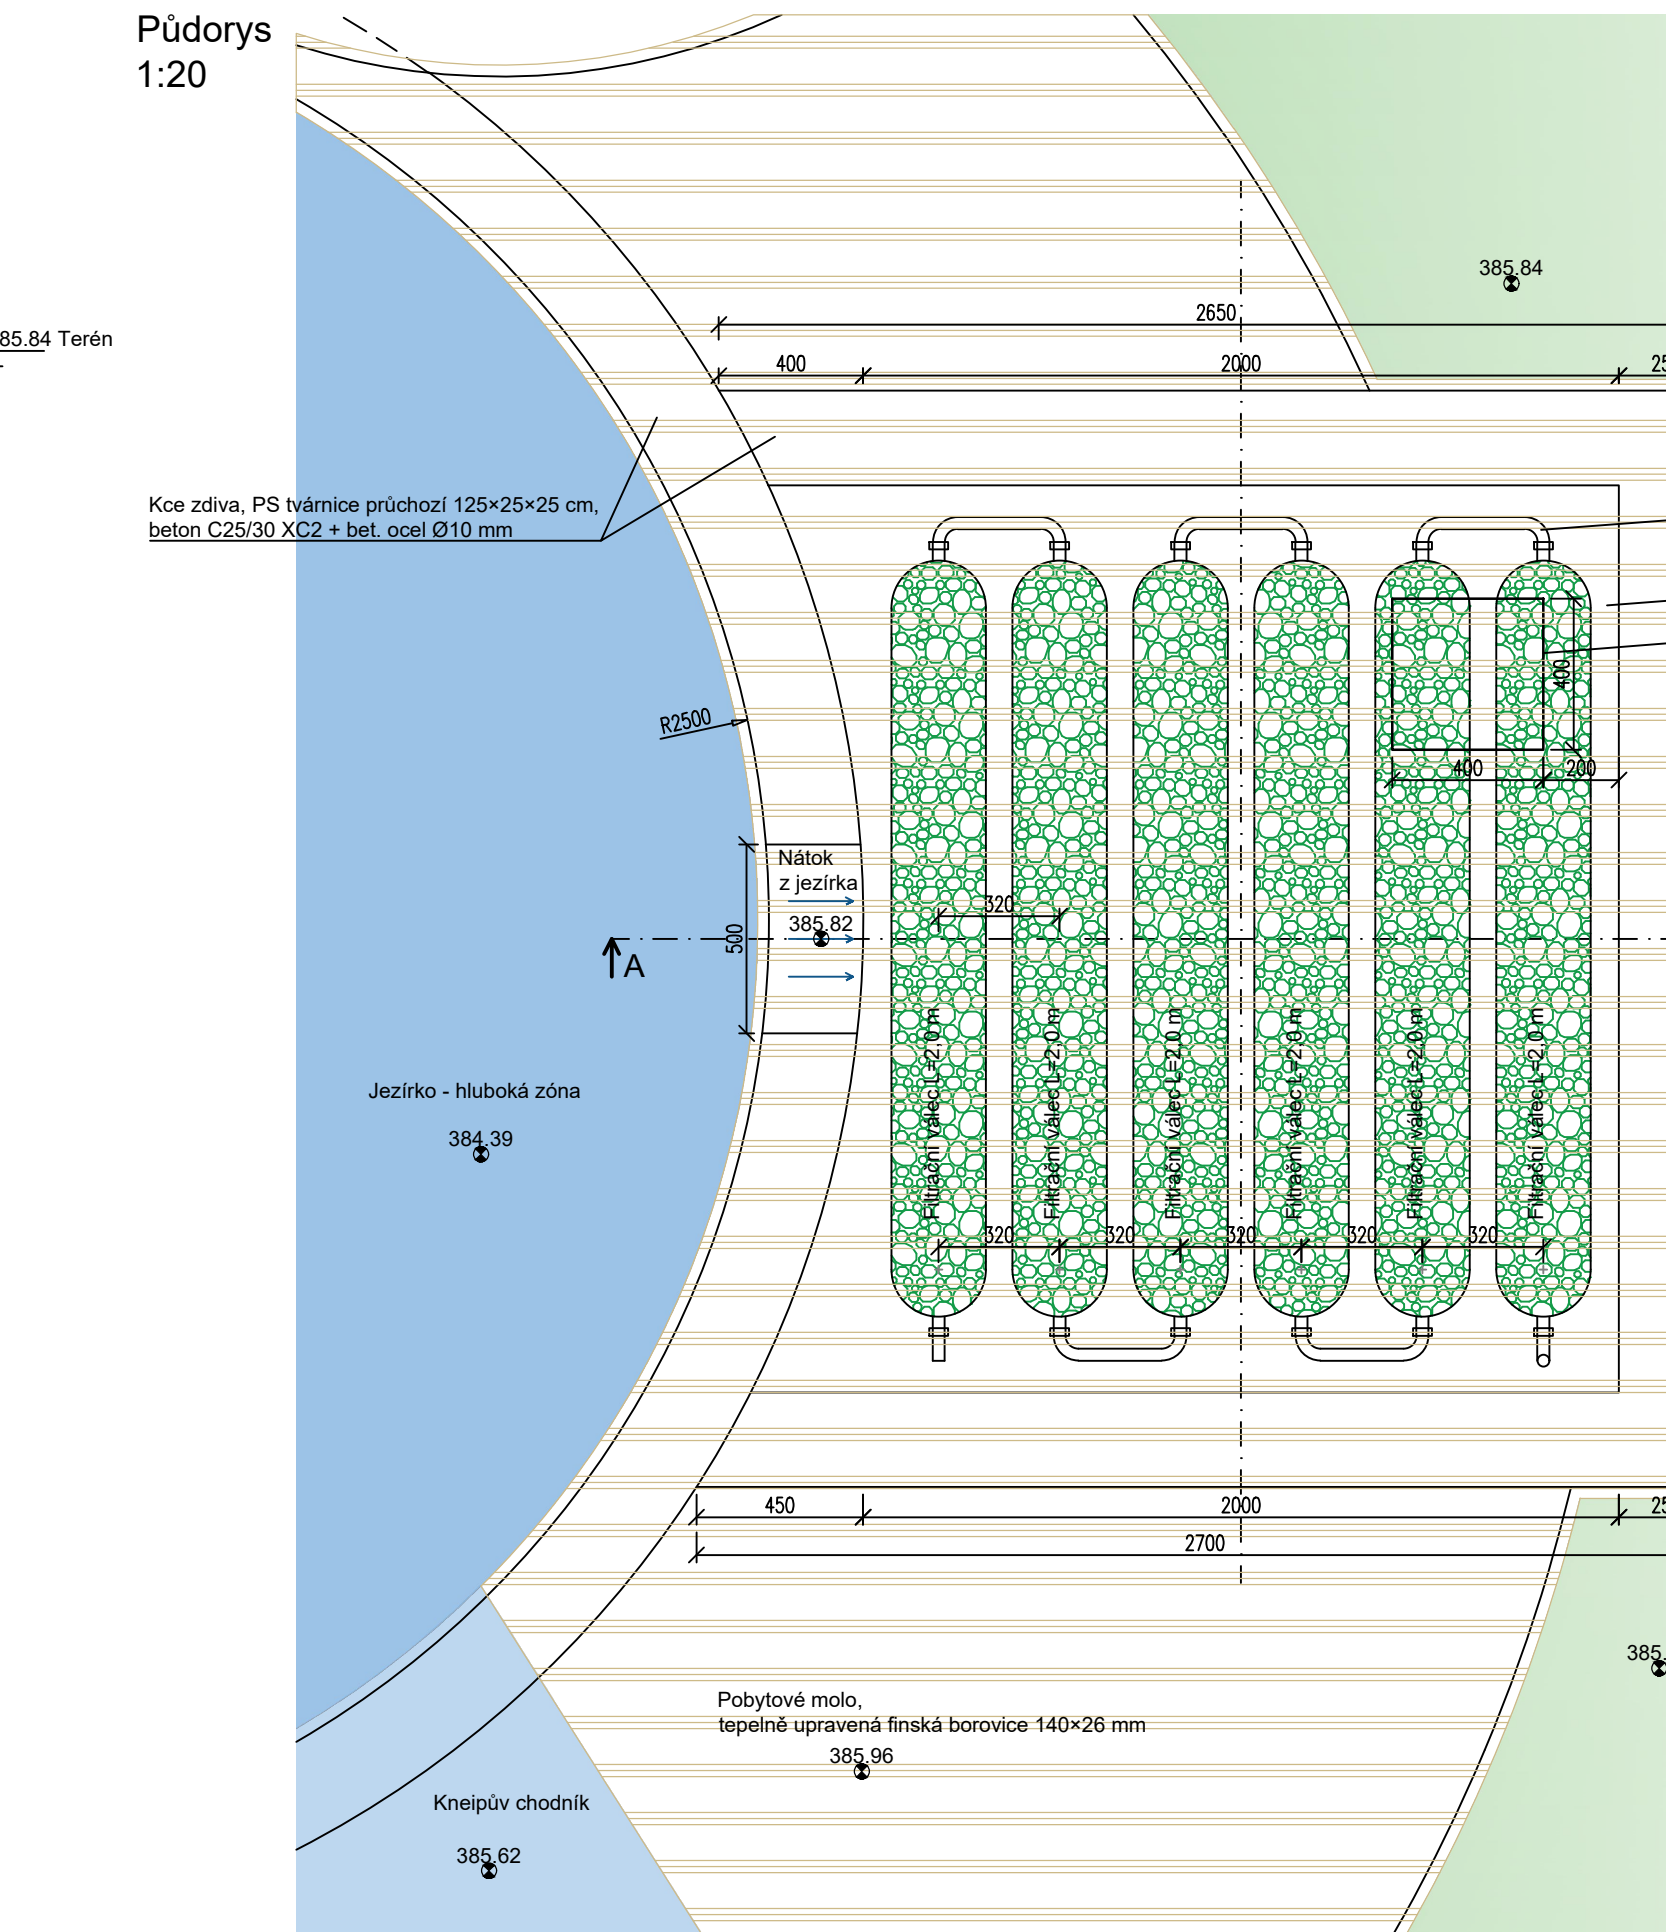 Půdorys
1:20
385.84
2650
85.84 Terén
400
2000
25
Kce zdiva, PS tvárnice průchozí 125×25×25 cm,
beton C25/30 XC2 + bet. ocel Ø10 mm
400
R2500
400
200
Nátok
z jezírka
320
385.82
500
A
Filtrační válec L=2,0 m
Filtrační válec L=2,0 m
Filtrační válec L=2,0 m
Filtrační válec L=2,0 m
Filtrační válec L=2,0 m
Filtrační válec L=2,0 m
Jezírko - hluboká zóna
384.39
320
320
320
320
320
450
2000
25
2700
385.
Pobytové molo,
tepelně upravená finská borovice 140×26 mm
385.96
Kneipův chodník
385.62